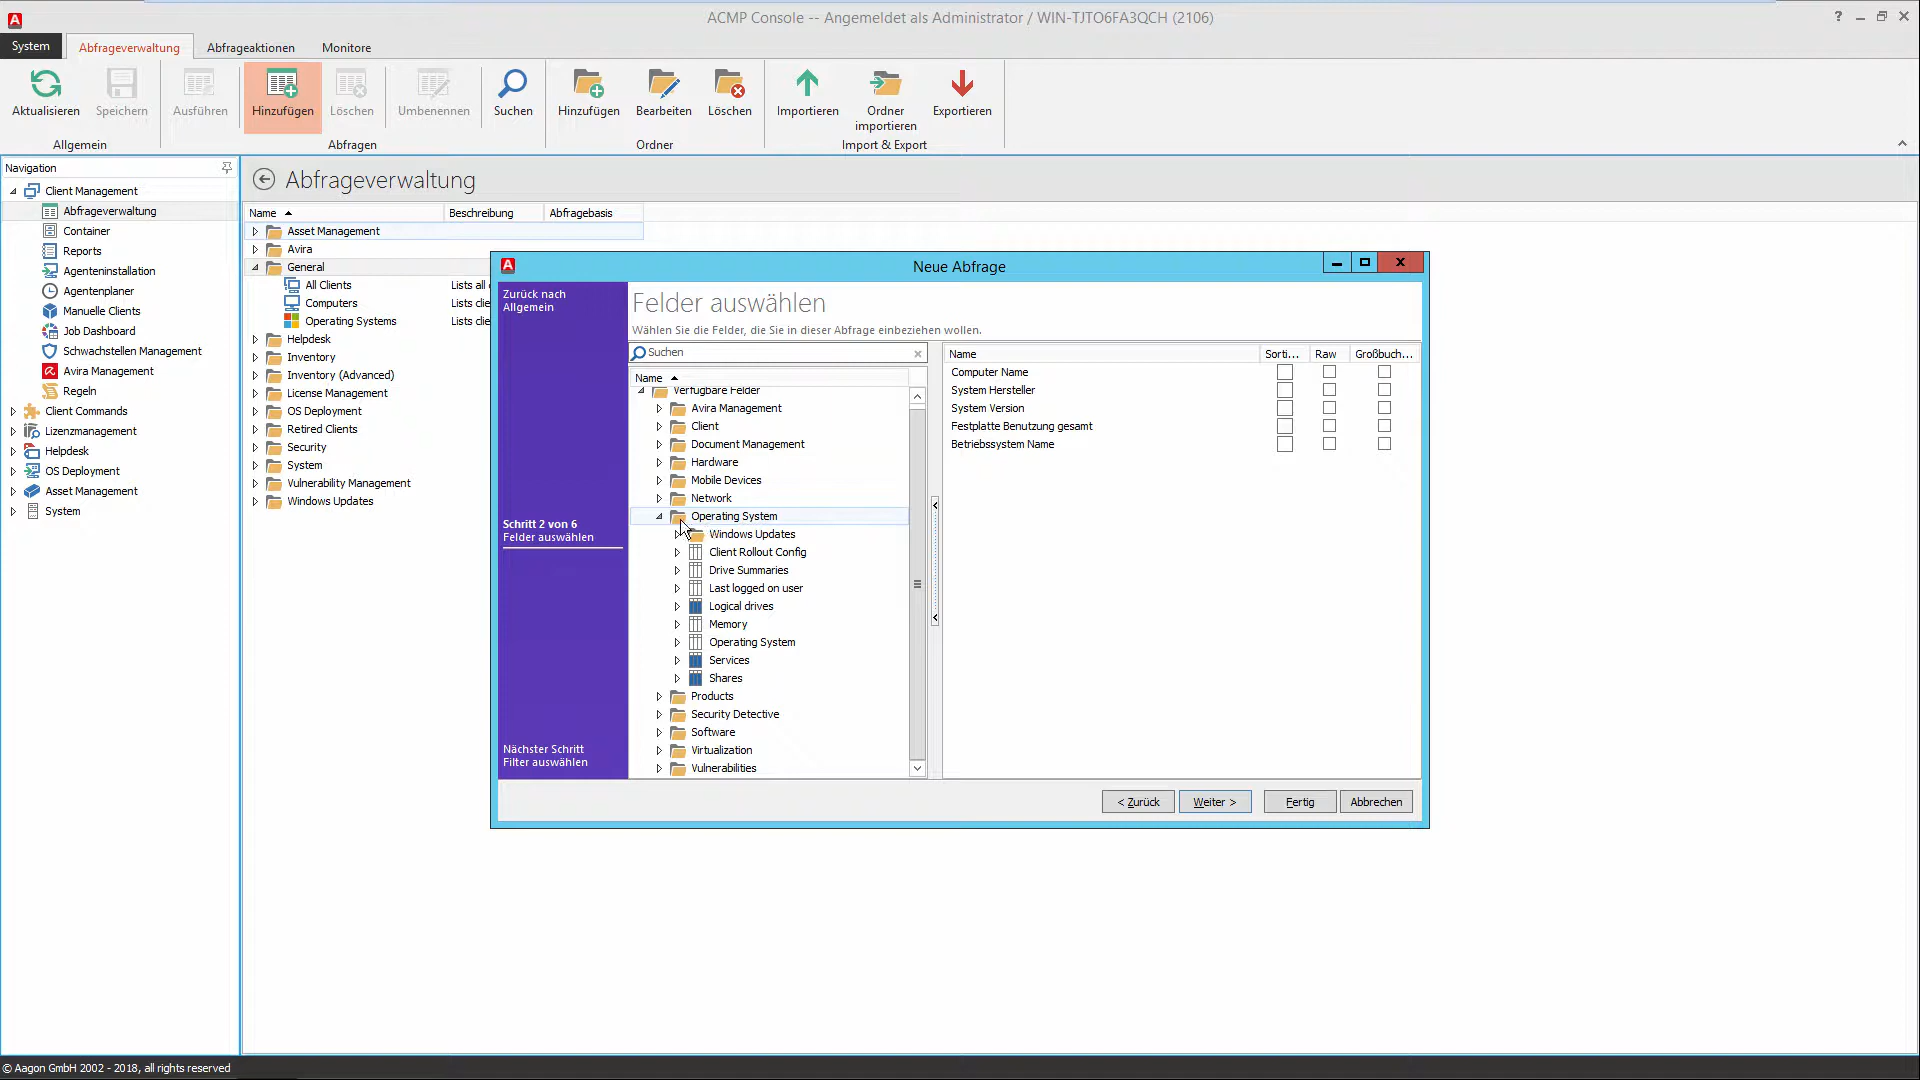 ACMP Console -- Angemeldet als Administrator / WIN-TJTO6FA3QCH (2106)
System
Abfrageverwaltung
Abfrageaktionen
Monitore
Aktualisieren
Speichern
Ausführen
Hinzufügen
Löschen
Umbenennen
Suchen
Hinzufügen
Bearbeiten
Löschen
Importieren
Ordner
importieren
Exportieren
Allgemein
Abfragen
Ordner
Import & Export
Navigation
Client Management
Abfrageverwaltung
Container
Reports
Agenteninstallation
Agentenplaner
Manuelle Clients
Job Dashboard
Schwachstellen Management
Avira Management
Regeln
Client Commands
Lizenzmanagement
Helpdesk
OS Deployment
Asset Management
System
Abfrageverwaltung
Name Beschreibung Abfragebasis
Asset Management
Avira
General
All Clients Lists all
Computers Lists clie
Operating Systems Lists clie
Helpdesk
Inventory
Inventory (Advanced)
License Management
OS Deployment
Retired Clients
Security
System
Vulnerability Management
Windows Updates
Neue Abfrage
Zurück nach
Allgemein
Schritt 2 von 6
Felder auswählen
Nächster Schritt
Filter auswählen
Felder auswählen
Wählen Sie die Felder, die Sie in dieser Abfrage einbeziehen wollen.
Suchen
Name
Verfügbare Felder
Avira Management
Client
Document Management
Hardware
Mobile Devices
Network
Operating System
Windows Updates
Client Rollout Config
Drive Summaries
Last logged on user
Logical drives
Memory
Operating System
Services
Shares
Products
Security Detective
Software
Virtualization
Vulnerabilities
Name Sorti... Raw Großbuch...
Computer Name
System Hersteller
System Version
Festplatte Benutzung gesamt
Betriebssystem Name
< Zurück
Weiter >
Fertig
Abbrechen
© Aagon GmbH 2002 - 2018, all rights reserved